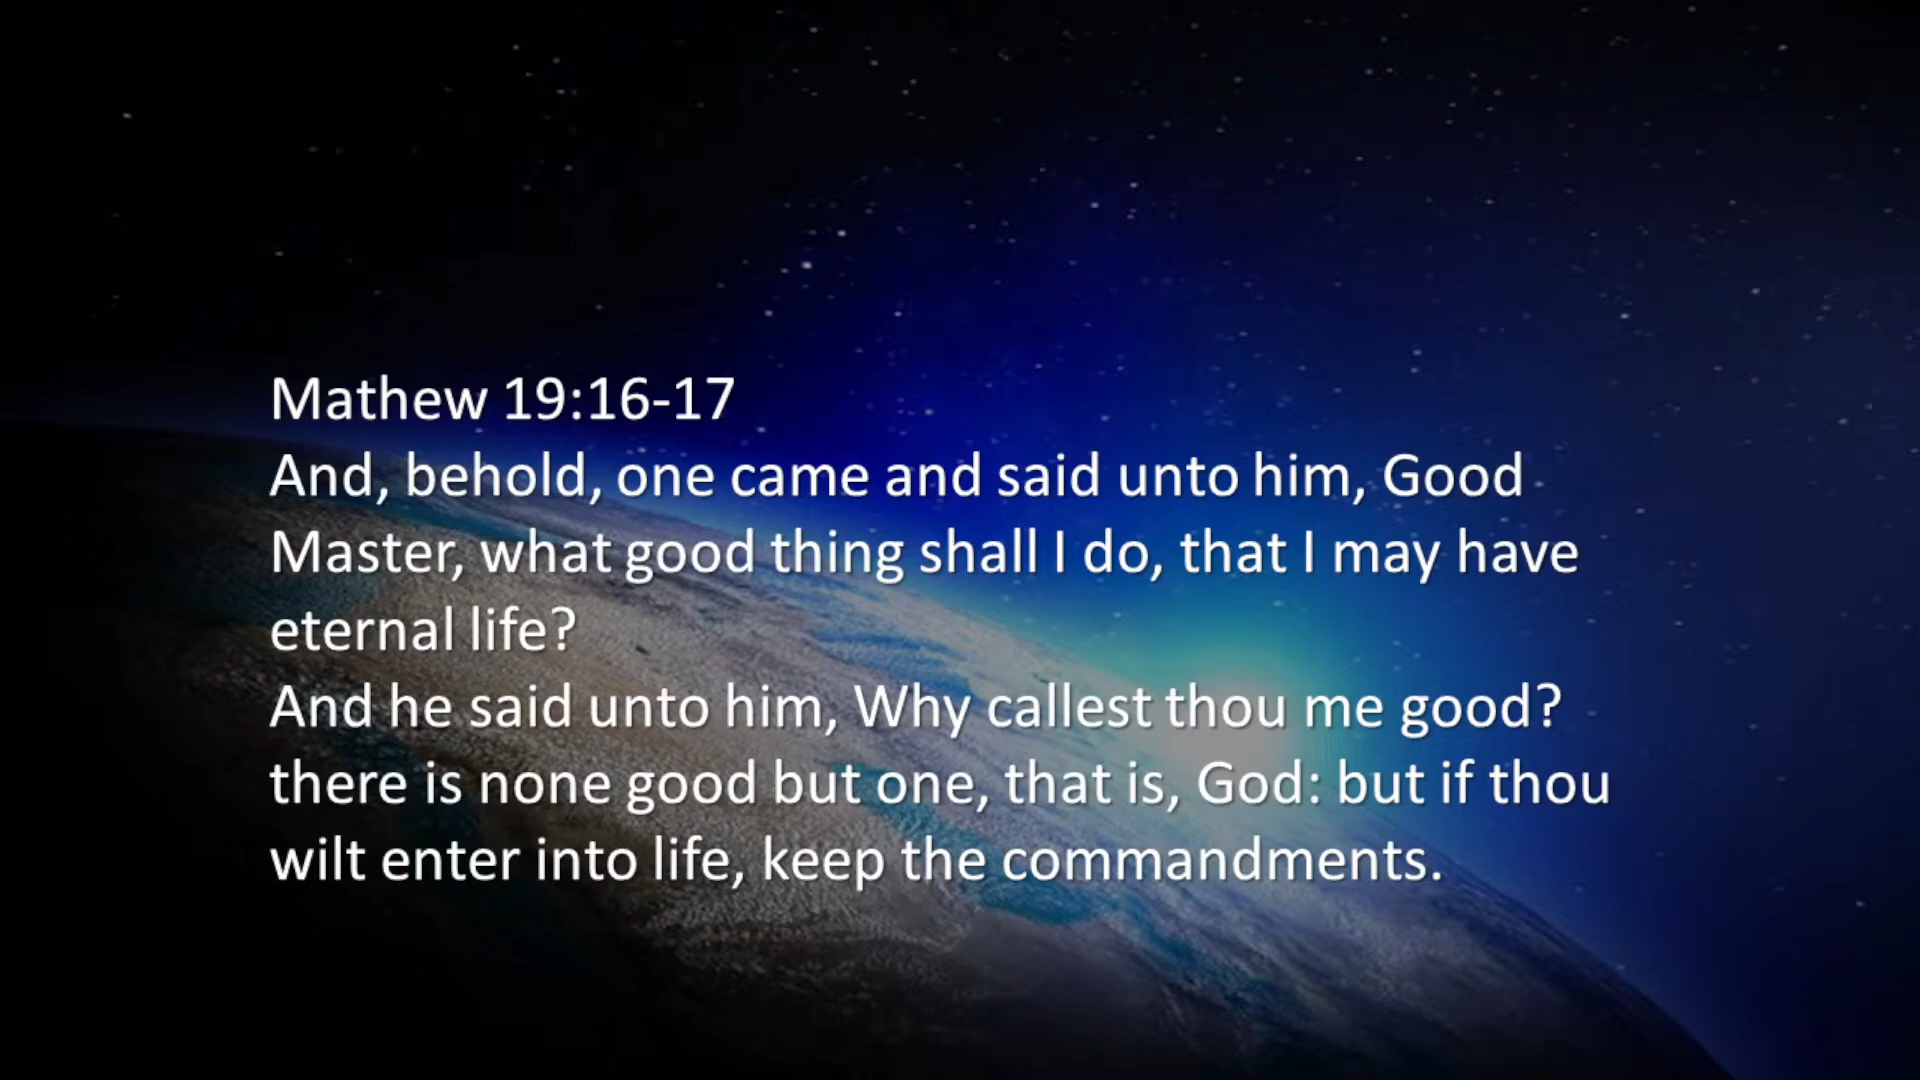 Mathew 19:16-17
And, behold, one came and said unto him, Good
Master, what good thing shall I do, that I may have
eternal life?
And he said unto him, Why callest thou me good?
there is none good but one, that is, God: but if thou
wilt enter into life, keep the commandments.